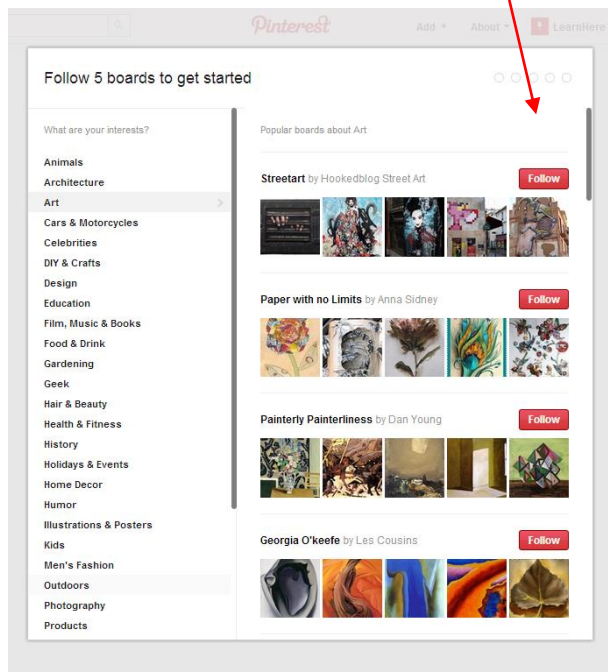 Pinterest
Add
About
LearnHero
Follow 5 boards to get started
What are your interests?
Animals
Architecture
Art
Cars & Motorcycles
Celebrities
DIY & Crafts
Design
Education
Film, Music & Books
Food & Drink
Gardening
Geek
Hair & Beauty
Health & Fitness
History
Holidays & Events
Home Decor
Humor
Illustrations & Posters
Kids
Men's Fashion
Outdoors
Photography
Products
Popular boards about Art
Streetart by Hookedblog Street Art
Follow
Paper with no Limits by Anna Sidney
Follow
Painterly Painterliness by Dan Young
Follow
Georgia O'keefe by Les Cousins
Follow